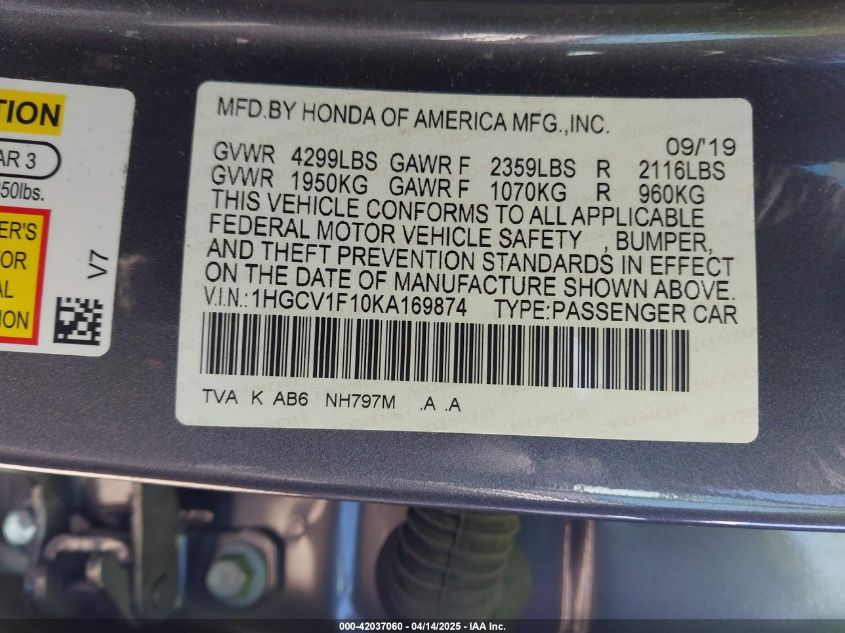 TION
AR 3
50lbs.
ER'S
OR
AL
ION
V7
MFD.BY HONDA OF AMERICA MFG.,INC.
09/'19
GVWR 4299LBS GAWR F 2359LBS R 2116LBS
GVWR 1950KG GAWR F 1070KG R 960KG
THIS VEHICLE CONFORMS TO ALL APPLICABLE
FEDERAL MOTOR VEHICLE SAFETY , BUMPER,
AND THEFT PREVENTION STANDARDS IN EFFECT
ON THE DATE OF MANUFACTURE SHOWN ABOVE.
V.I.N.:1HGCV1F10KA169874 TYPE:PASSENGER CAR
TVA K AB6 NH797M .A .A
000-42037060 - 04/14/2025 - IAA Inc.